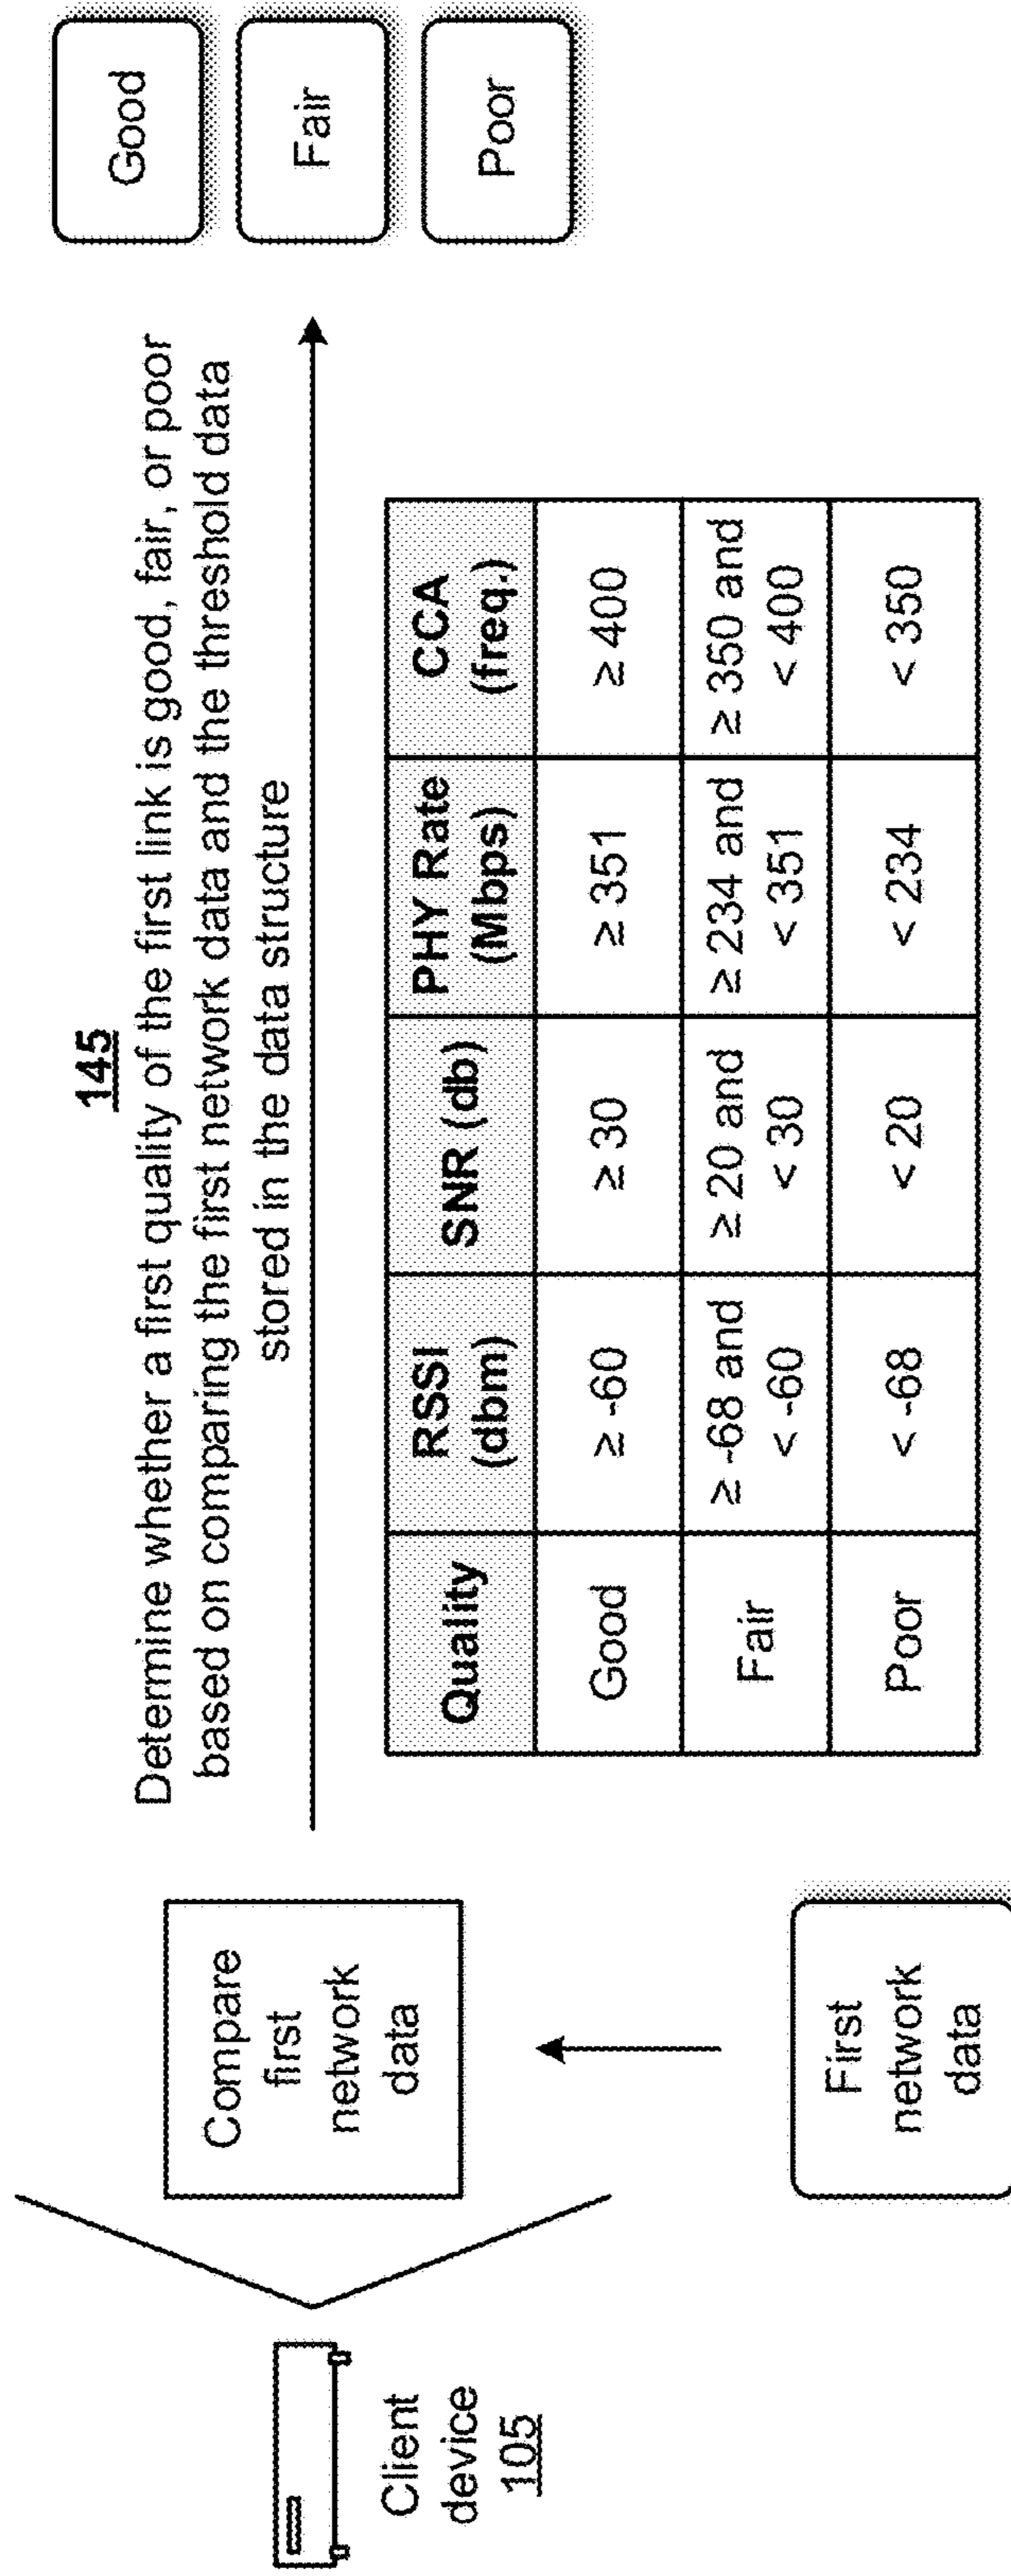 145
Determine whether a first quality of the first link is good, fair, or poor
based on comparing the first network data and the threshold data
stored in the data structure
Client
device
105
Compare
first
network
data
First
network
data
Quality
RSSI
(dbm)
SNR (db)
PHY Rate
(Mbps)
CCA
(freq.)
Good
≥ -60
≥ 30
≥ 351
≥ 400
Fair
≥ -68 and
< -60
≥ 20 and
< 30
≥ 234 and
< 351
≥ 350 and
< 400
Poor
< -68
< 20
< 234
< 350
Good
Fair
Poor